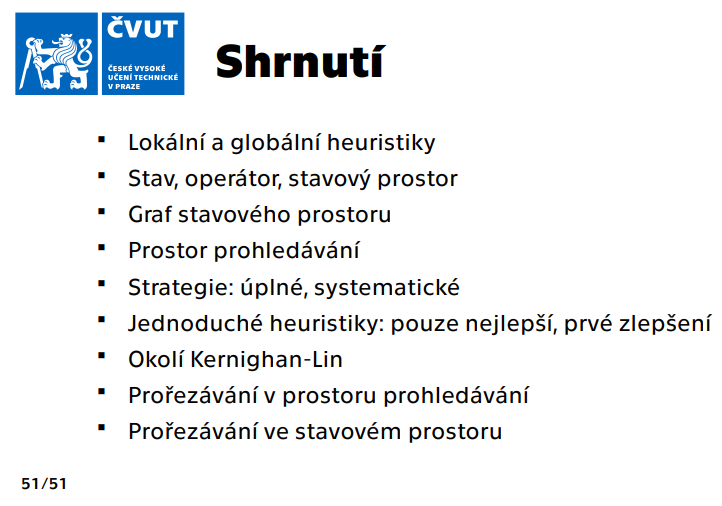 ČVUT
ČESKÉ VYSOKÉ
UČENÍ TECHNICKÉ
V PRAZE
Shrnutí
▪ Lokální a globální heuristiky
▪ Stav, operátor, stavový prostor
▪ Graf stavového prostoru
▪ Prostor prohledávání
▪ Strategie: úplné, systematické
▪ Jednoduché heuristiky: pouze nejlepší, prvé zlepšení
▪ Okolí Kernighan-Lin
▪ Prořezávání v prostoru prohledávání
▪ Prořezávání ve stavovém prostoru
51/51